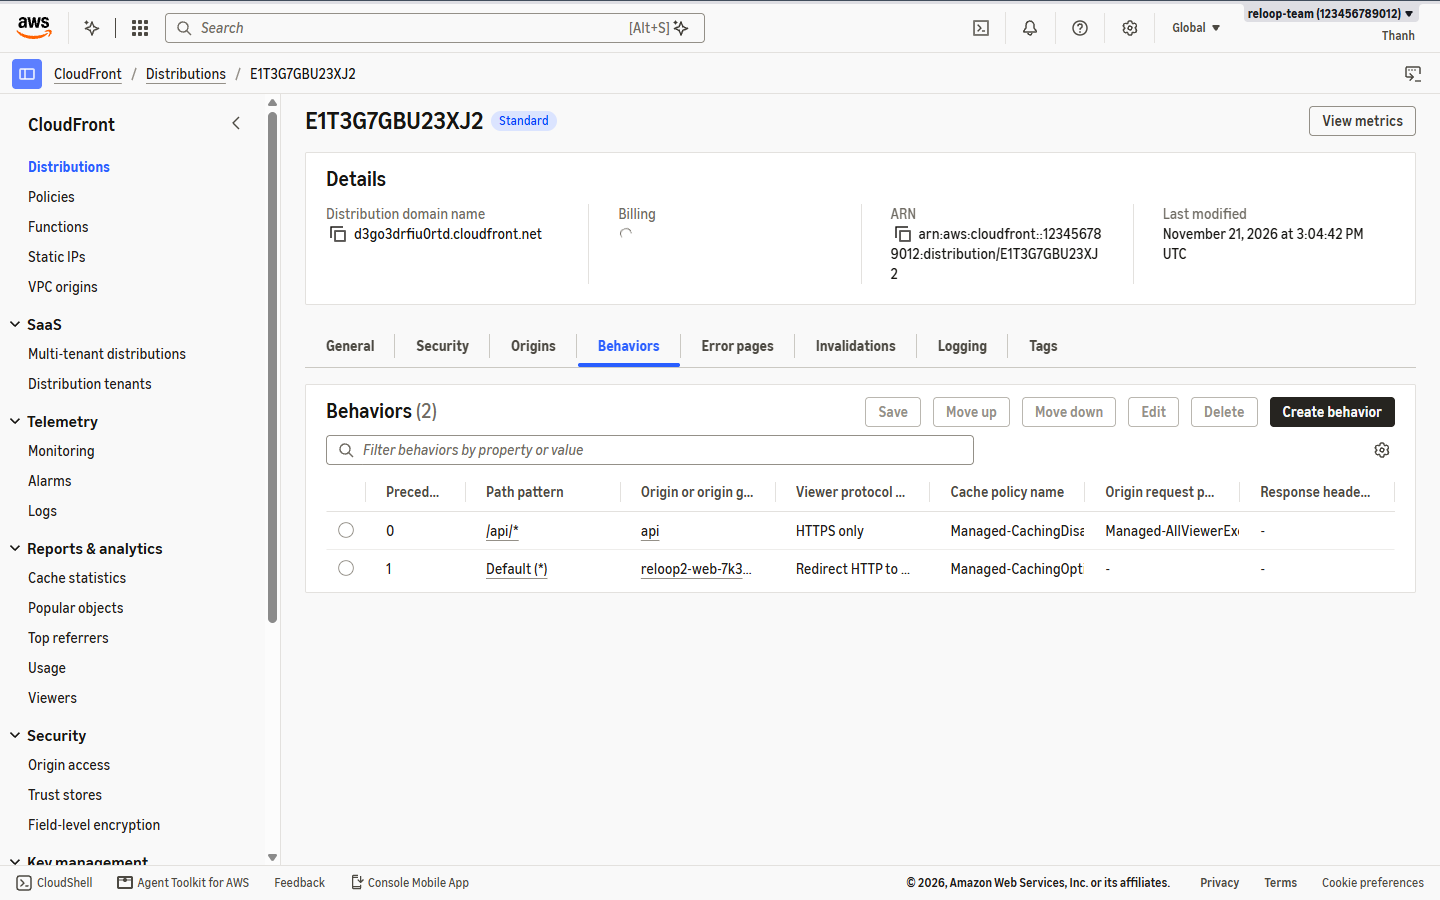 aws
Search
[Alt+S]
Global
reloop-team (123456789012)
Thanh
CloudFront / Distributions / E1T3G7GBU23XJ2
CloudFront
Distributions
Policies
Functions
Static IPs
VPC origins
SaaS
Multi-tenant distributions
Distribution tenants
Telemetry
Monitoring
Alarms
Logs
Reports & analytics
Cache statistics
Popular objects
Top referrers
Usage
Viewers
Security
Origin access
Trust stores
Field-level encryption
Key management
E1T3G7GBU23XJ2 Standard
View metrics
Details
Distribution domain name
d3go3drfiu0rtd.cloudfront.net
Billing
ARN
arn:aws:cloudfront::12345678
9012:distribution/E1T3G7GBU23XJ
2
Last modified
November 21, 2026 at 3:04:42 PM
UTC
General Security Origins Behaviors Error pages Invalidations Logging Tags
Behaviors (2)
Save Move up Move down Edit Delete Create behavior
Filter behaviors by property or value
Preced... Path pattern Origin or origin g... Viewer protocol ... Cache policy name Origin request p... Response heade...
0 /api/* api HTTPS only Managed-CachingDisa Managed-AllViewerExc -
1 Default (*) reloop2-web-7k3... Redirect HTTP to ... Managed-CachingOpti - -
CloudShell Agent Toolkit for AWS Feedback Console Mobile App
© 2026, Amazon Web Services, Inc. or its affiliates. Privacy Terms Cookie preferences